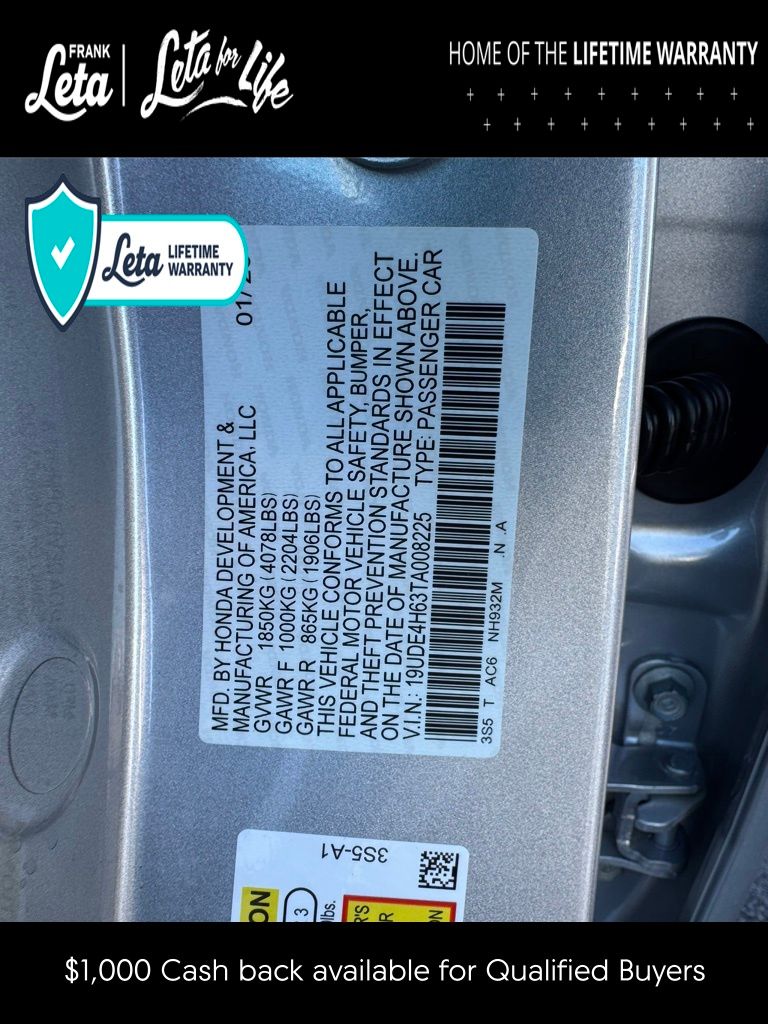 FRANK
Leta
Leta for Life
HOME OF THE LIFETIME WARRANTY
Leta LIFETIME
WARRANTY
01/
MFD. BY HONDA DEVELOPMENT &
MANUFACTURING OF AMERICA, LLC
GVWR 1850KG (4078LBS)
GAWR F 1000KG (2204LBS)
GAWR R 865KG (1906LBS)
THIS VEHICLE CONFORMS TO ALL APPLICABLE
FEDERAL MOTOR VEHICLE SAFETY, BUMPER,
AND THEFT PREVENTION STANDARDS IN EFFECT
ON THE DATE OF MANUFACTURE SHOWN ABOVE.
V.I.N.: 19UDE4H63TA008225 TYPE: PASSENGER CAR
3S5 T AC6 NH932M .N .A
3S5-A1
3
lbs.
$1,000 Cash back available for Qualified Buyers